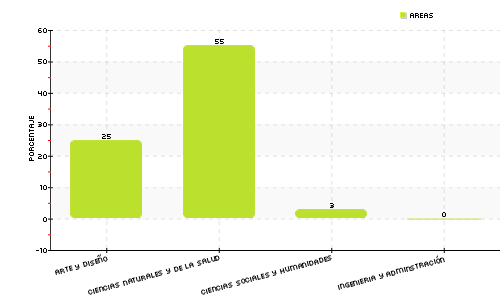 AREAS
60
50
40
30
20
10
0
-10
PORCENTAJE
25
55
3
0
ARTE Y DISEÑO
CIENCIAS NATURALES Y DE LA SALUD
CIENCIAS SOCIALES Y HUMANIDADES
INGENIERIA Y ADMINSTRACIÓN